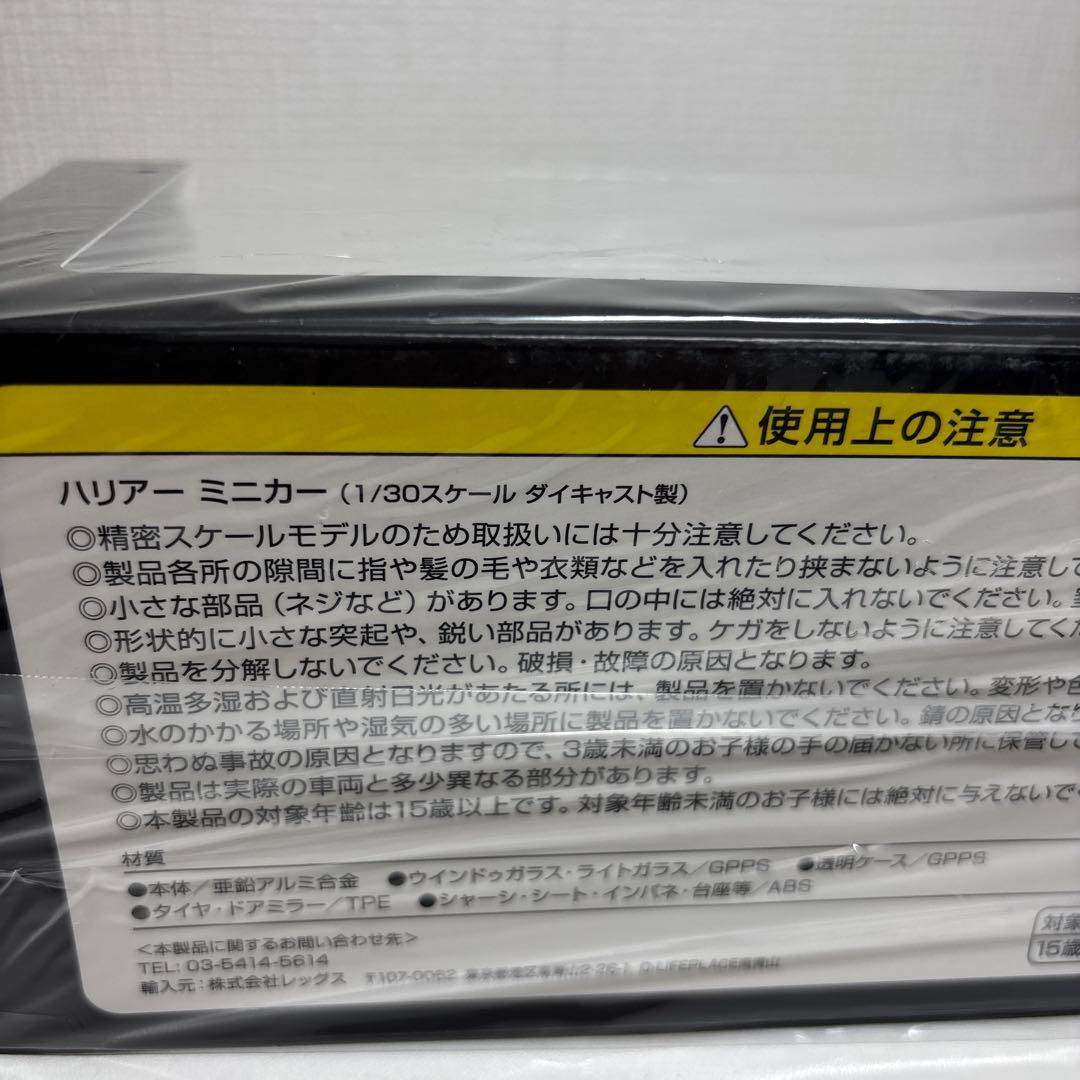 使用上の注意
ハリアー ミニカー（1/30スケール ダイキャスト製）
◎精密スケールモデルのため取扱いには十分注意してください。
◎製品各所の隙間に指や髪の毛や衣類などを入れたり挟まないように注意して
◎小さな部品（ネジなど）があります。口の中には絶対に入れないでください。
◎形状的に小さな突起や、鋭い部品があります。ケガをしないように注意してくだ
◎製品を分解しないでください。破損・故障の原因となります。
◎高温多湿および直射日光があたる所には、製品を置かないでください。変形や色
◎水のかかる場所や湿気の多い場所に製品を置かないでください。錆の原因となり
◎思わぬ事故の原因となりますので、3歳未満のお子様の手の届かない所に保管して
◎製品は実際の車両と多少異なる部分があります。
◎本製品の対象年齢は15歳以上です。対象年齢未満のお子様には絶対に与えないで
材質
●本体／亜鉛アルミ合金 ●ウインドゥガラス・ライトガラス／GPPS ●透明ケース／GPPS
●タイヤ・ドアミラー／TPE ●シャーシ・シート・インパネ・台座等／ABS
対象
15歳
＜本製品に関するお問い合わせ先＞
TEL: 03-5414-5614
輸入元：株式会社レッグス 〒107-0062 東京都港区南青山2-26-1